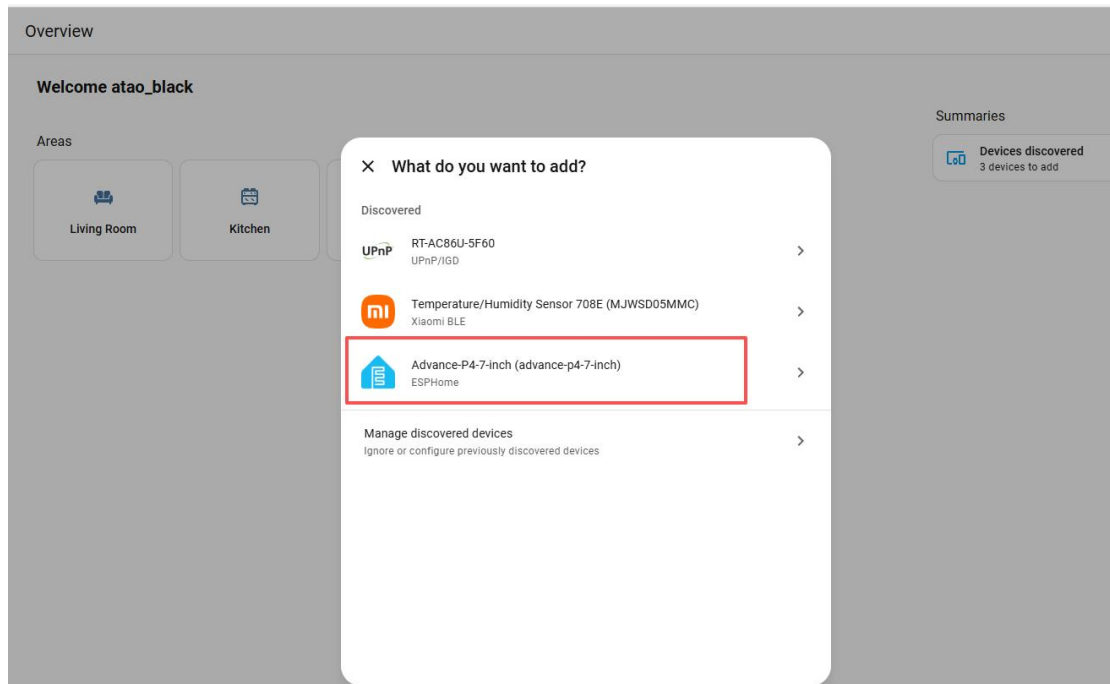 Overview
Welcome atao_black
Summaries
Areas
Devices discovered
3 devices to add
Living Room
Kitchen
What do you want to add?
Discovered
UPnP
RT-AC86U-5F60
UPnP/IGD
Temperature/Humidity Sensor 708E (MJWSD05MMC)
Xiaomi BLE
Advance-P4-7-inch (advance-p4-7-inch)
ESPHome
Manage discovered devices
Ignore or configure previously discovered devices